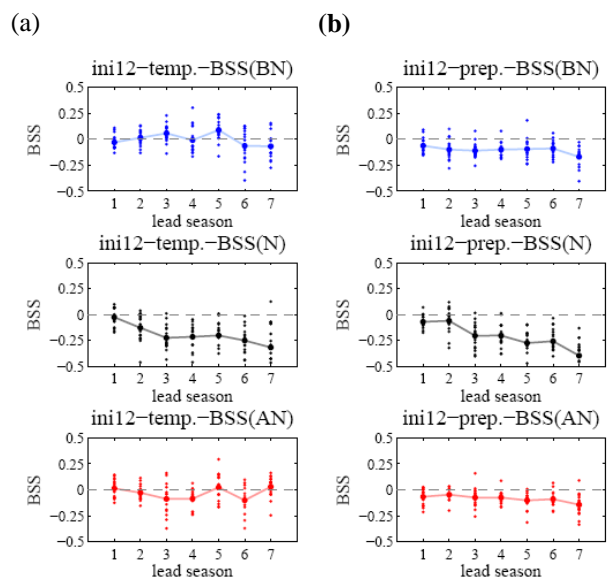 (a)
(b)
ini12−temp.−BSS(BN)
0.5
0.25
0
−0.25
−0.5
BSS
1 2 3 4 5 6 7
lead season
ini12−prep.−BSS(BN)
0.5
0.25
0
−0.25
−0.5
BSS
1 2 3 4 5 6 7
lead season
ini12−temp.−BSS(N)
0.5
0.25
0
−0.25
−0.5
BSS
1 2 3 4 5 6 7
lead season
ini12−prep.−BSS(N)
0.5
0.25
0
−0.25
−0.5
BSS
1 2 3 4 5 6 7
lead season
ini12−temp.−BSS(AN)
0.5
0.25
0
−0.25
−0.5
BSS
1 2 3 4 5 6 7
lead season
ini12−prep.−BSS(AN)
0.5
0.25
0
−0.25
−0.5
BSS
1 2 3 4 5 6 7
lead season